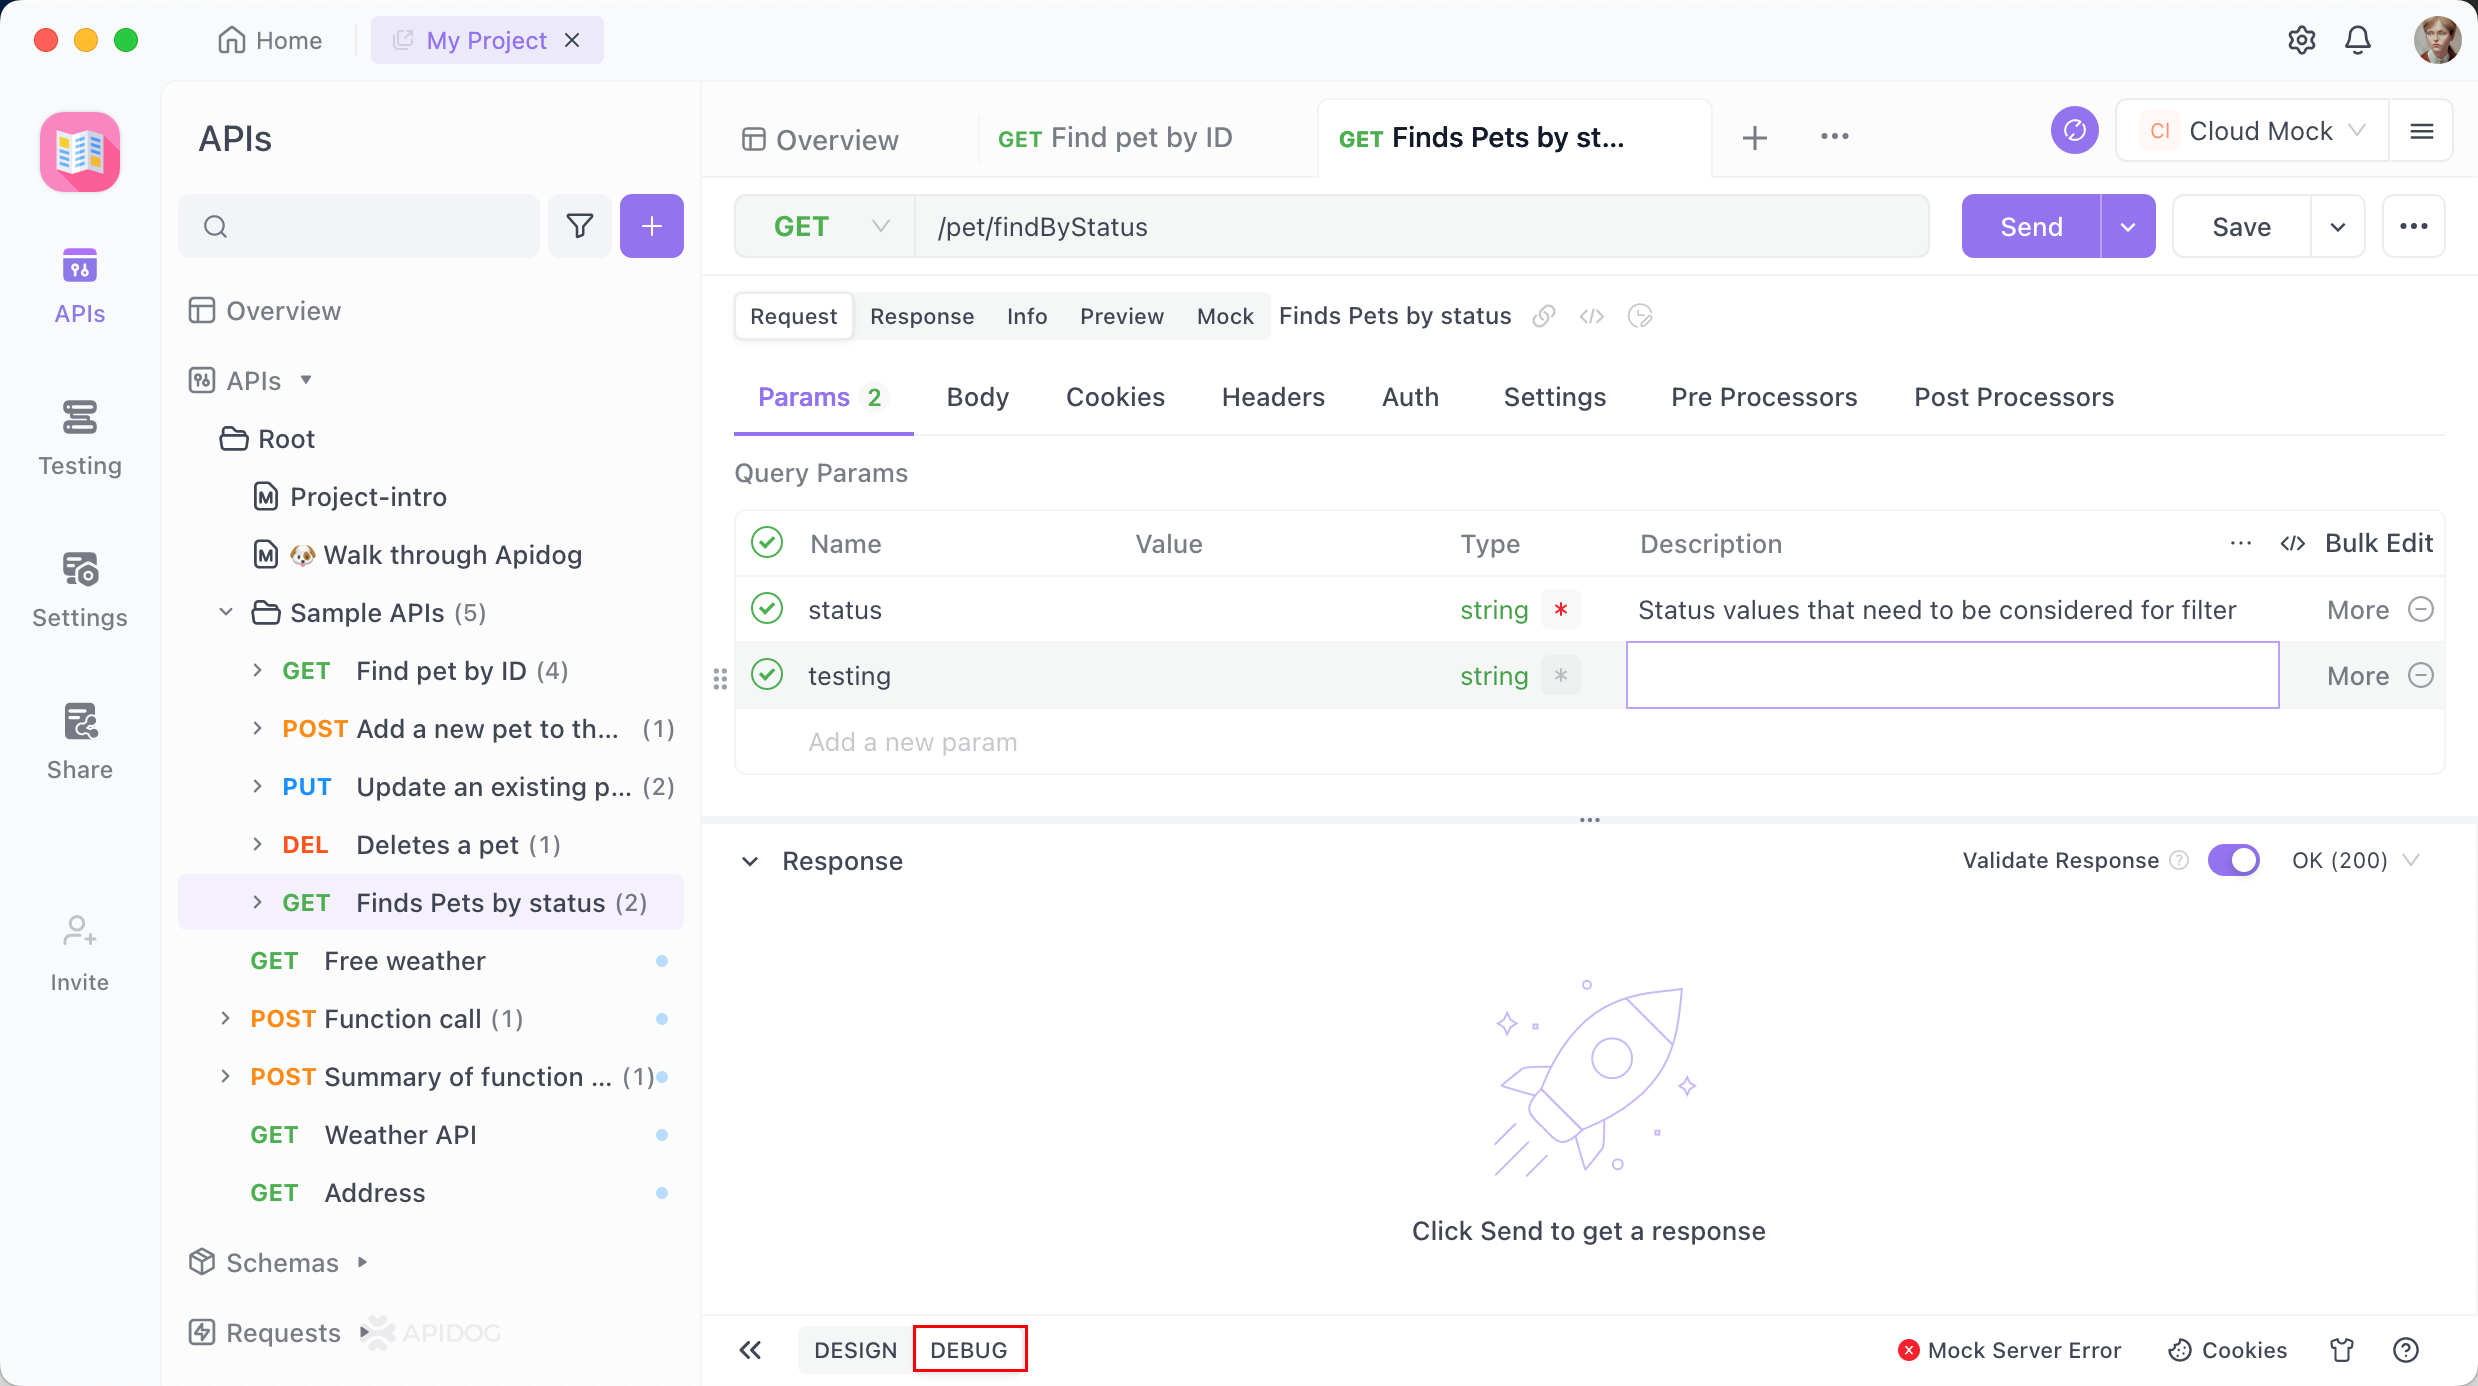 Home
My Project
APIs
Overview
GET Find pet by ID
GET Finds Pets by st...
CI Cloud Mock
GET
/pet/findByStatus
Send
Save
APIs
Testing
Settings
Share
Invite
Overview
APIs
Root
Project-intro
Walk through Apidog
Sample APIs (5)
GET Find pet by ID (4)
POST Add a new pet to th... (1)
PUT Update an existing p... (2)
DEL Deletes a pet (1)
GET Finds Pets by status (2)
GET Free weather
POST Function call (1)
POST Summary of function ... (1)
GET Weather API
GET Address
Schemas
Requests
APIDOG
Request Response Info Preview Mock Finds Pets by status
Params 2 Body Cookies Headers Auth Settings Pre Processors Post Processors
Query Params
Name Value Type Description Bulk Edit
status string * Status values that need to be considered for filter More
testing string * More
Add a new param
Response
Validate Response
OK (200)
Click Send to get a response
DESIGN DEBUG
Mock Server Error
Cookies